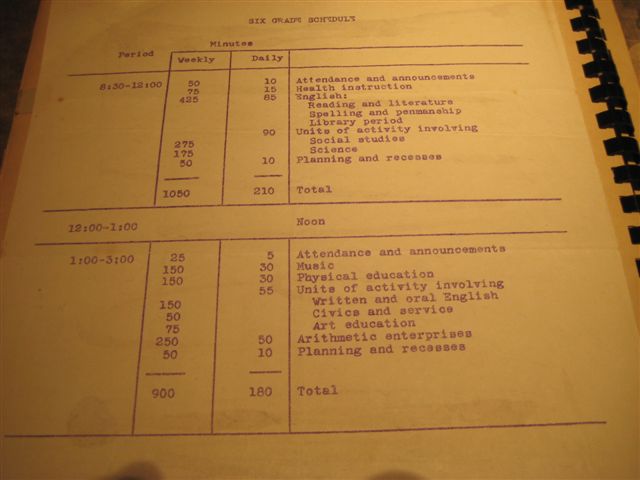 SIX GRADE SCHEDULE
Minutes
Period Weekly Daily
8:30-12:00 50 10 Attendance and announcements
75 15 Health instruction
425 85 English:
Reading and literature
Spelling and penmanship
Library period
90 Units of activity involving
275 Social studies
175 Science
50 10 Planning and recesses
1050 210 Total
12:00-1:00 Noon
1:00-3:00 25 5 Attendance and announcements
150 30 Music
150 30 Physical education
55 Units of activity involving
150 Written and oral English
50 Civics and service
75 Art education
250 50 Arithmetic enterprises
50 10 Planning and recesses
900 180 Total